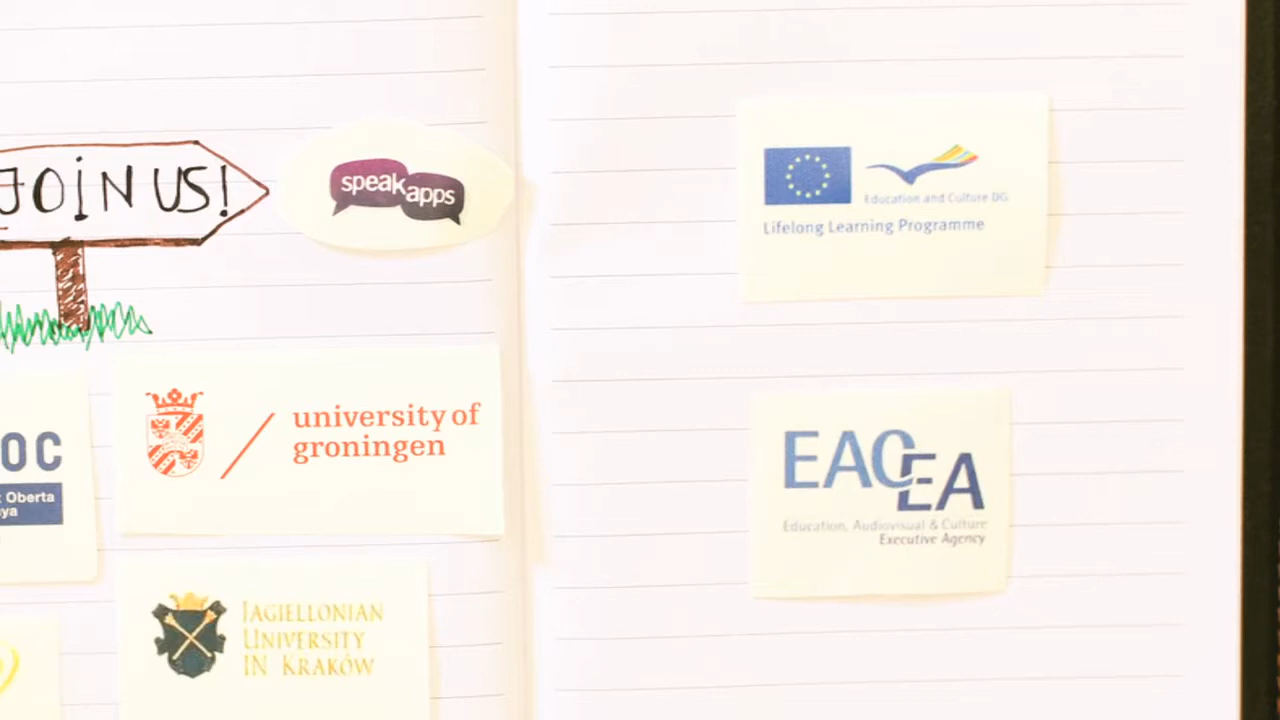 JOIN US!
speakapps
OC
Oberta
ya
university of
groningen
JAGIELLONIAN
UNIVERSITY
IN KRAKÓW
Education and Culture DG
Lifelong Learning Programme
EACEA
Education, Audiovisual & Culture
Executive Agency